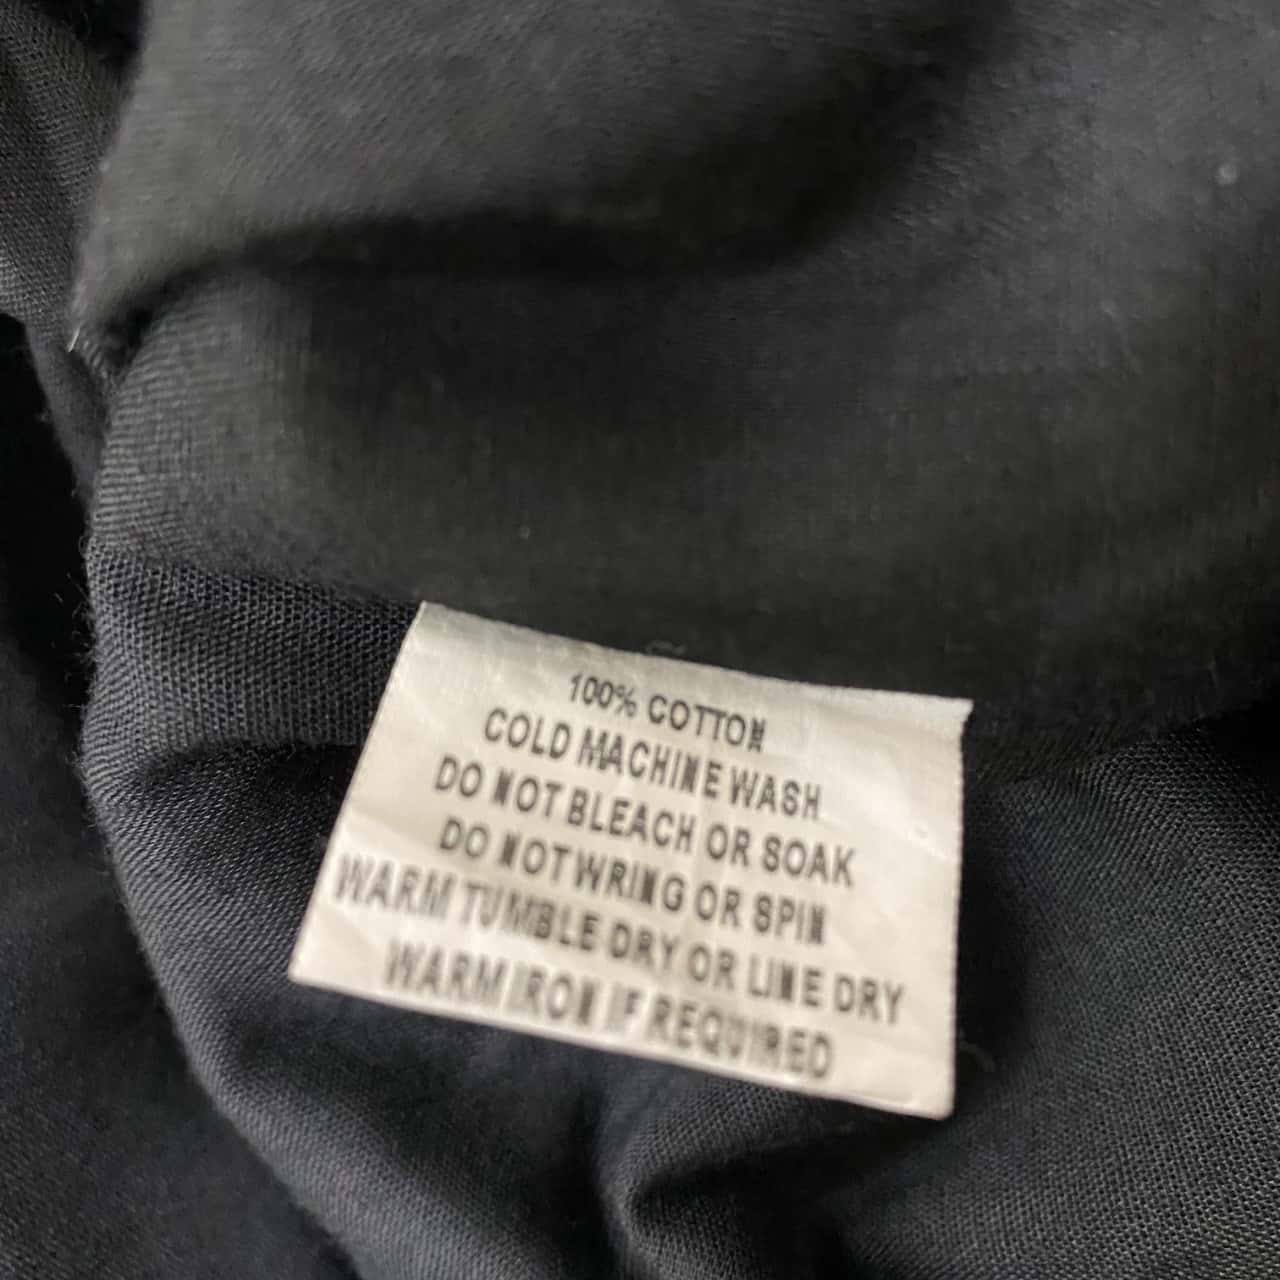 100% COTTON
COLD MACHINE WASH
DO NOT BLEACH OR SOAK
DO NOT WRING OR SPIN
WARM TUMBLE DRY OR LINE DRY
WARM IRON IF REQUIRED